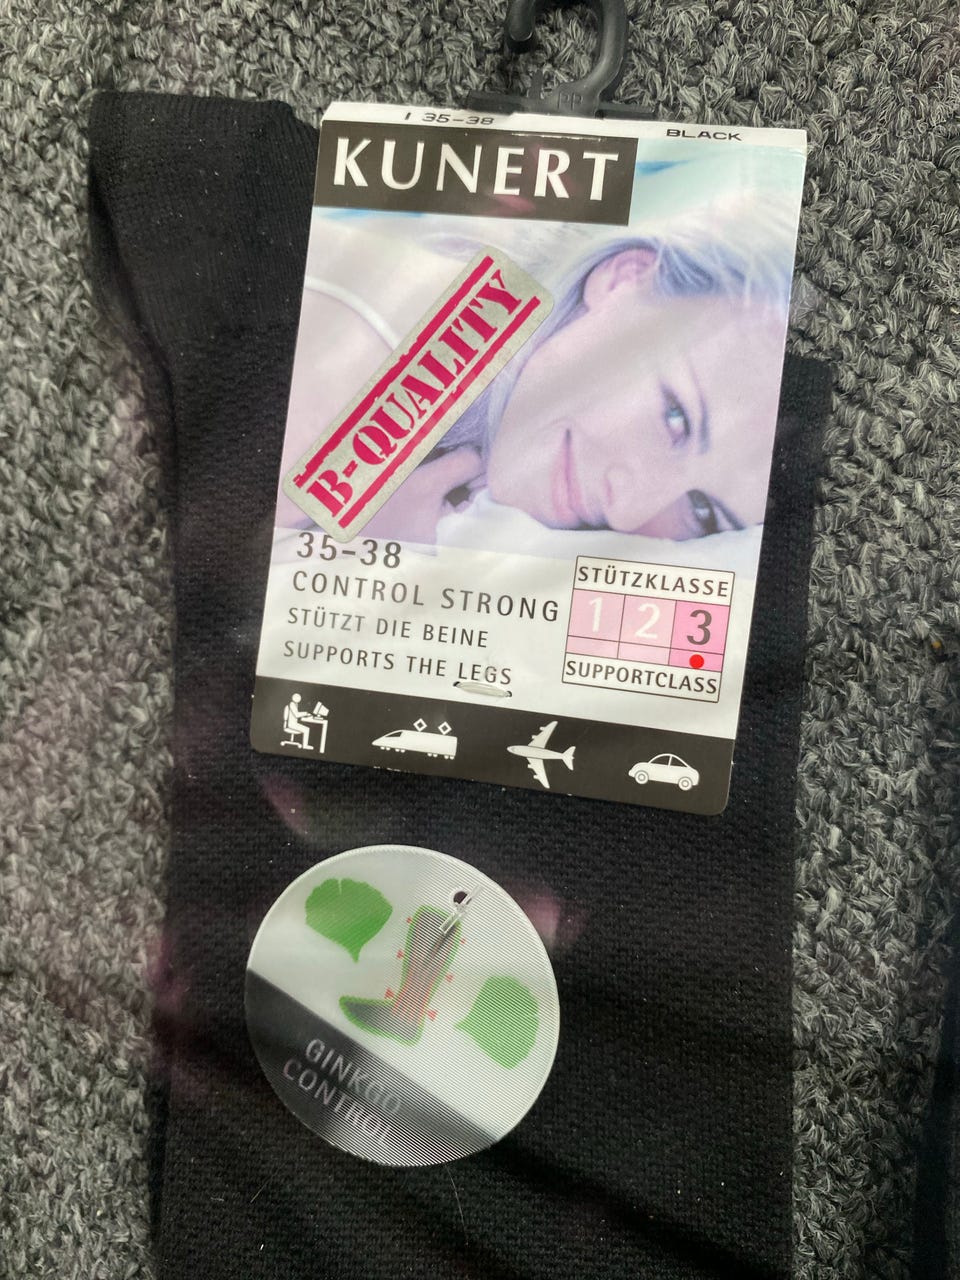 I 35-38
BLACK
KUNERT
B-QUALITY
35-38
CONTROL STRONG
STÜTZT DIE BEINE
SUPPORTS THE LEGS
STÜTZKLASSE
1 2 3
SUPPORTCLASS
GINKGO
CONTROL